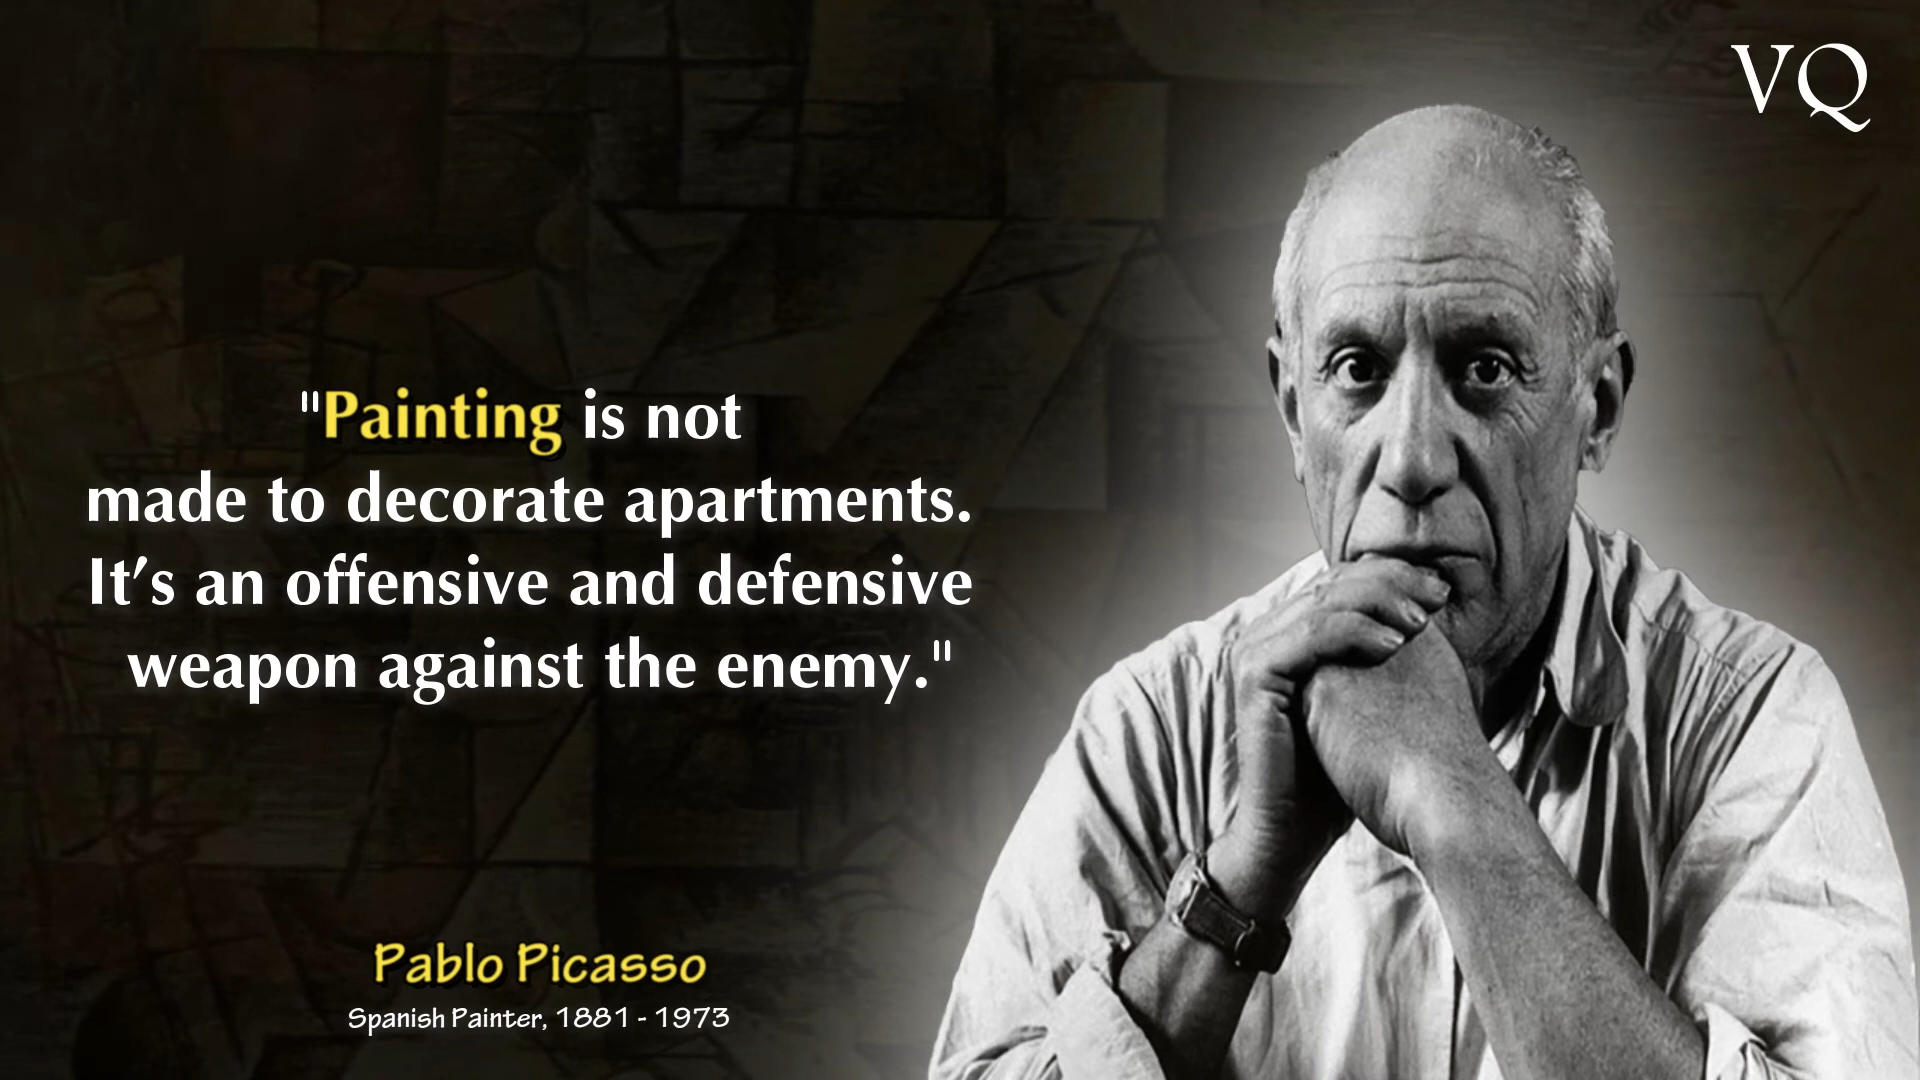 VQ
"Painting is not
made to decorate apartments.
It’s an offensive and defensive
weapon against the enemy."
Pablo Picasso
Spanish Painter, 1881 - 1973